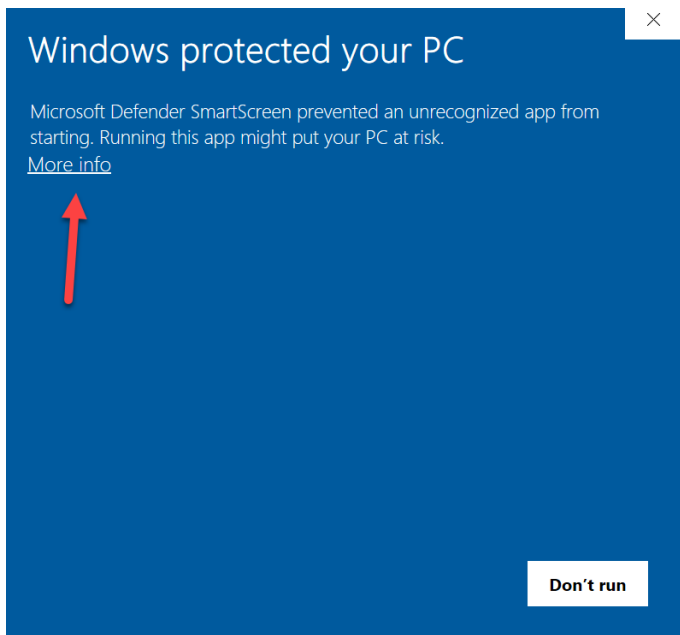 Windows protected your PC
Microsoft Defender SmartScreen prevented an unrecognized app from
starting. Running this app might put your PC at risk.
More info
Don’t run